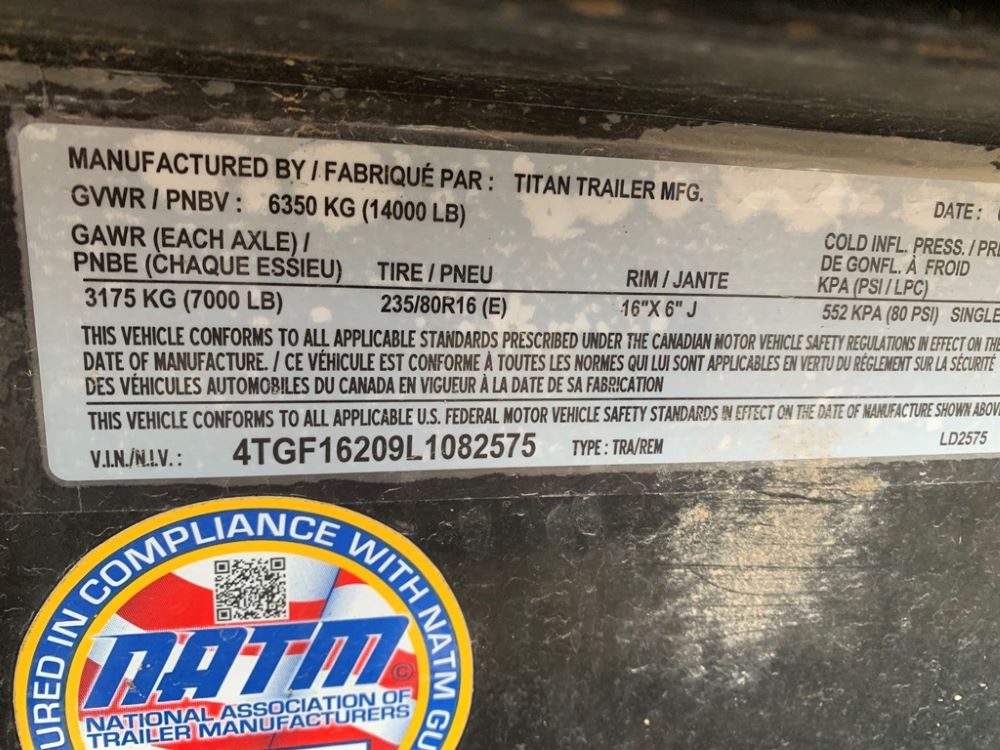 MANUFACTURED BY / FABRIQUÉ PAR : TITAN TRAILER MFG.
GVWR / PNBV : 6350 KG (14000 LB) DATE :
GAWR (EACH AXLE) /
PNBE (CHAQUE ESSIEU) TIRE / PNEU RIM / JANTE
COLD INFL. PRESS. / PRE
DE GONFL. À FROID
KPA (PSI / LPC)
3175 KG (7000 LB) 235/80R16 (E) 16"X 6" J 552 KPA (80 PSI) SINGLE
THIS VEHICLE CONFORMS TO ALL APPLICABLE STANDARDS PRESCRIBED UNDER THE CANADIAN MOTOR VEHICLE SAFETY REGULATIONS IN EFFECT ON THE
DATE OF MANUFACTURE. / CE VÉHICULE EST CONFORME À TOUTES LES NORMES QUI LUI SONT APPLICABLES EN VERTU DU RÈGLEMENT SUR LA SÉCURITÉ
DES VÉHICULES AUTOMOBILES DU CANADA EN VIGUEUR À LA DATE DE SA FABRICATION
THIS VEHICLE CONFORMS TO ALL APPLICABLE U.S. FEDERAL MOTOR VEHICLE SAFETY STANDARDS IN EFFECT ON THE DATE OF MANUFACTURE SHOWN ABOV
V.I.N./N.I.V. : 4TGF16209L1082575 TYPE : TRA/REM LD2575
URED IN COMPLIANCE WITH NATM GU
NATM ©
NATIONAL ASSOCIATION OF
TRAILER MANUFACTURERS